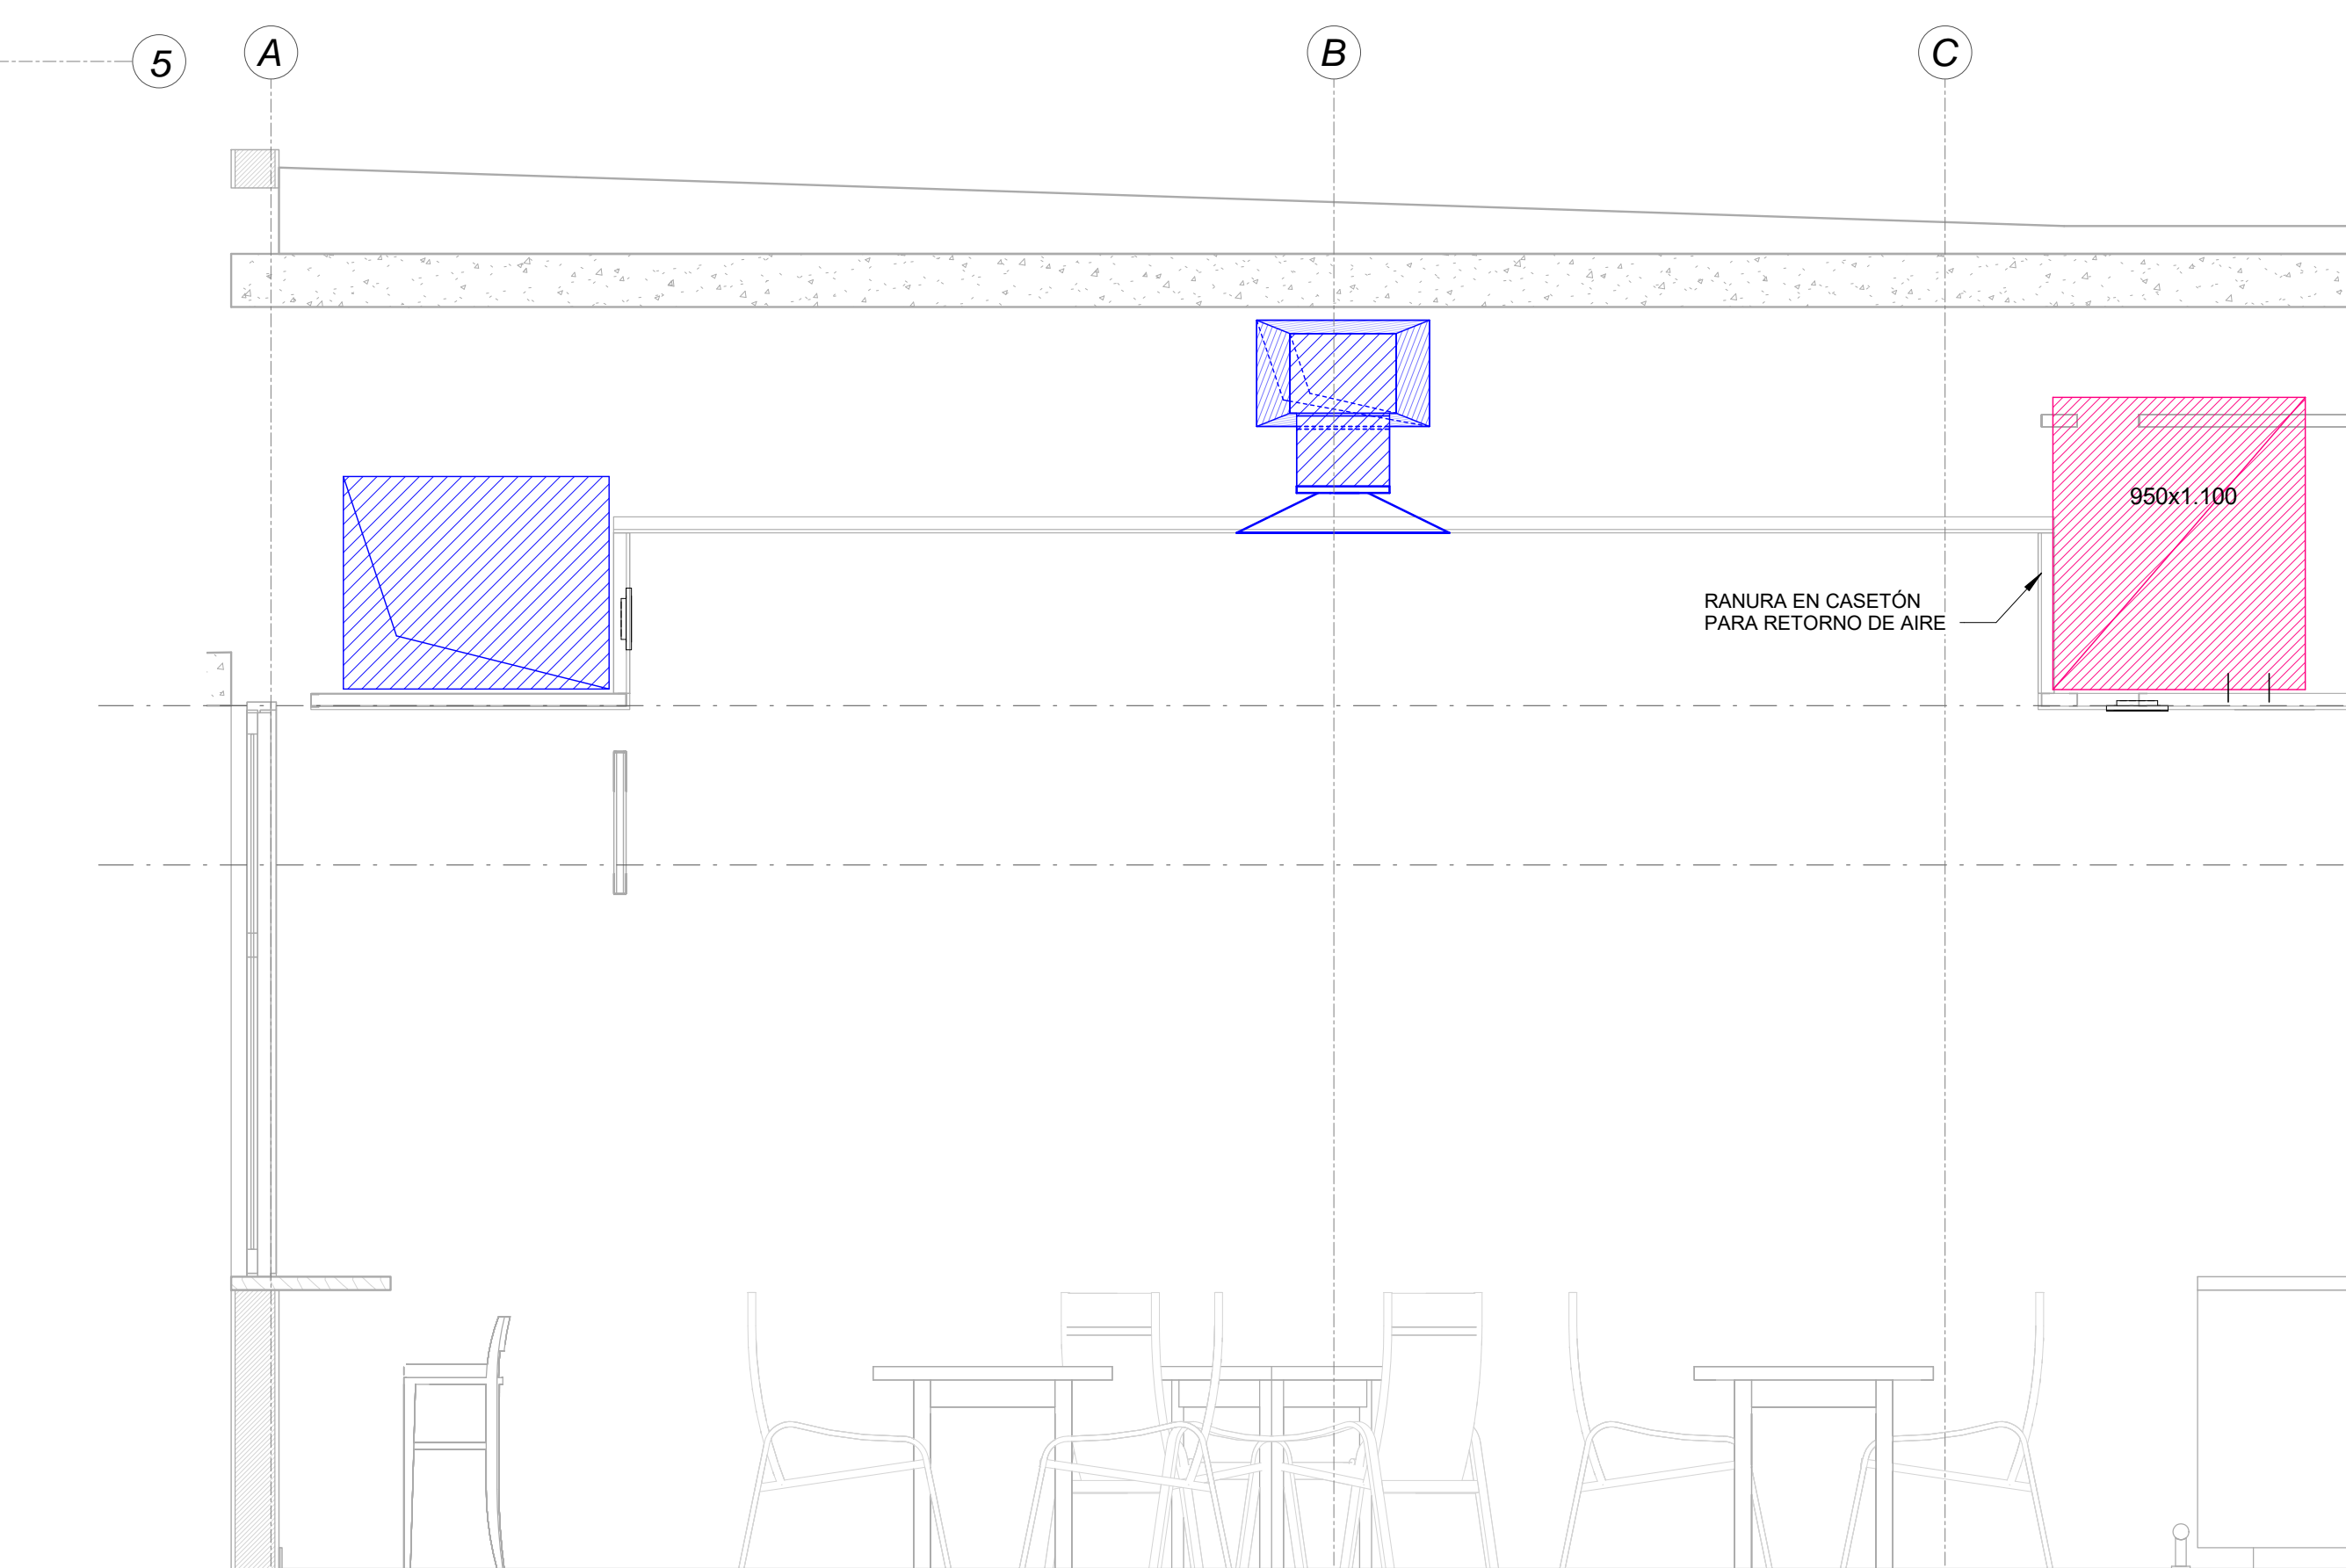 5
A
B
C
950x1.100
RANURA EN CASETÓN
PARA RETORNO DE AIRE